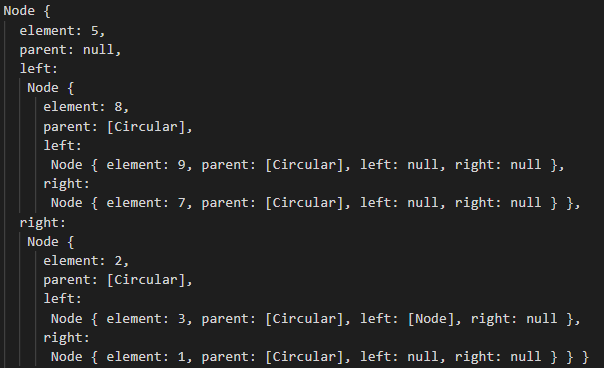 Node {
  element: 5,
  parent: null,
  left:
   Node {
     element: 8,
     parent: [Circular],
     left:
      Node { element: 9, parent: [Circular], left: null, right: null },
     right:
      Node { element: 7, parent: [Circular], left: null, right: null } },
  right:
   Node {
     element: 2,
     parent: [Circular],
     left:
      Node { element: 3, parent: [Circular], left: [Node], right: null },
     right:
      Node { element: 1, parent: [Circular], left: null, right: null } } }